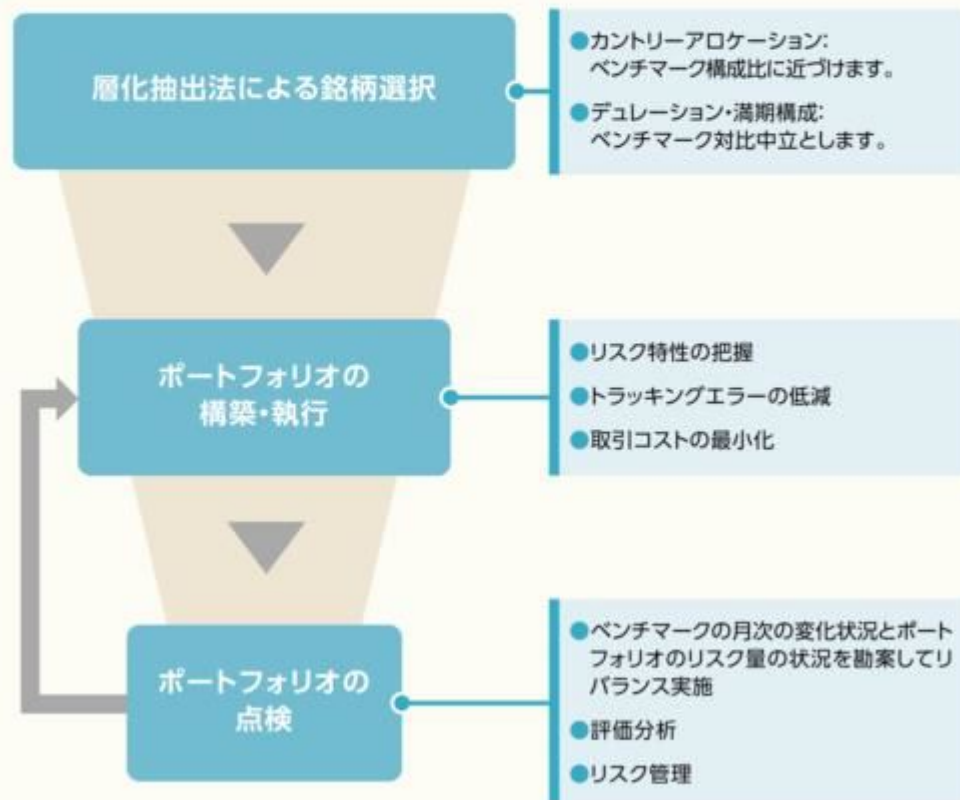 層化抽出法による銘柄選択
●カントリーアロケーション:
ベンチマーク構成比に近づけます。
●デュレーション・満期構成:
ベンチマーク対比中立とします。
ポートフォリオの
構築・執行
●リスク特性の把握
●トラッキングエラーの低減
●取引コストの最小化
ポートフォリオの
点検
●ベンチマークの月次の変化状況とポート
フォリオのリスク量の状況を勘案してリ
バランス実施
●評価分析
●リスク管理